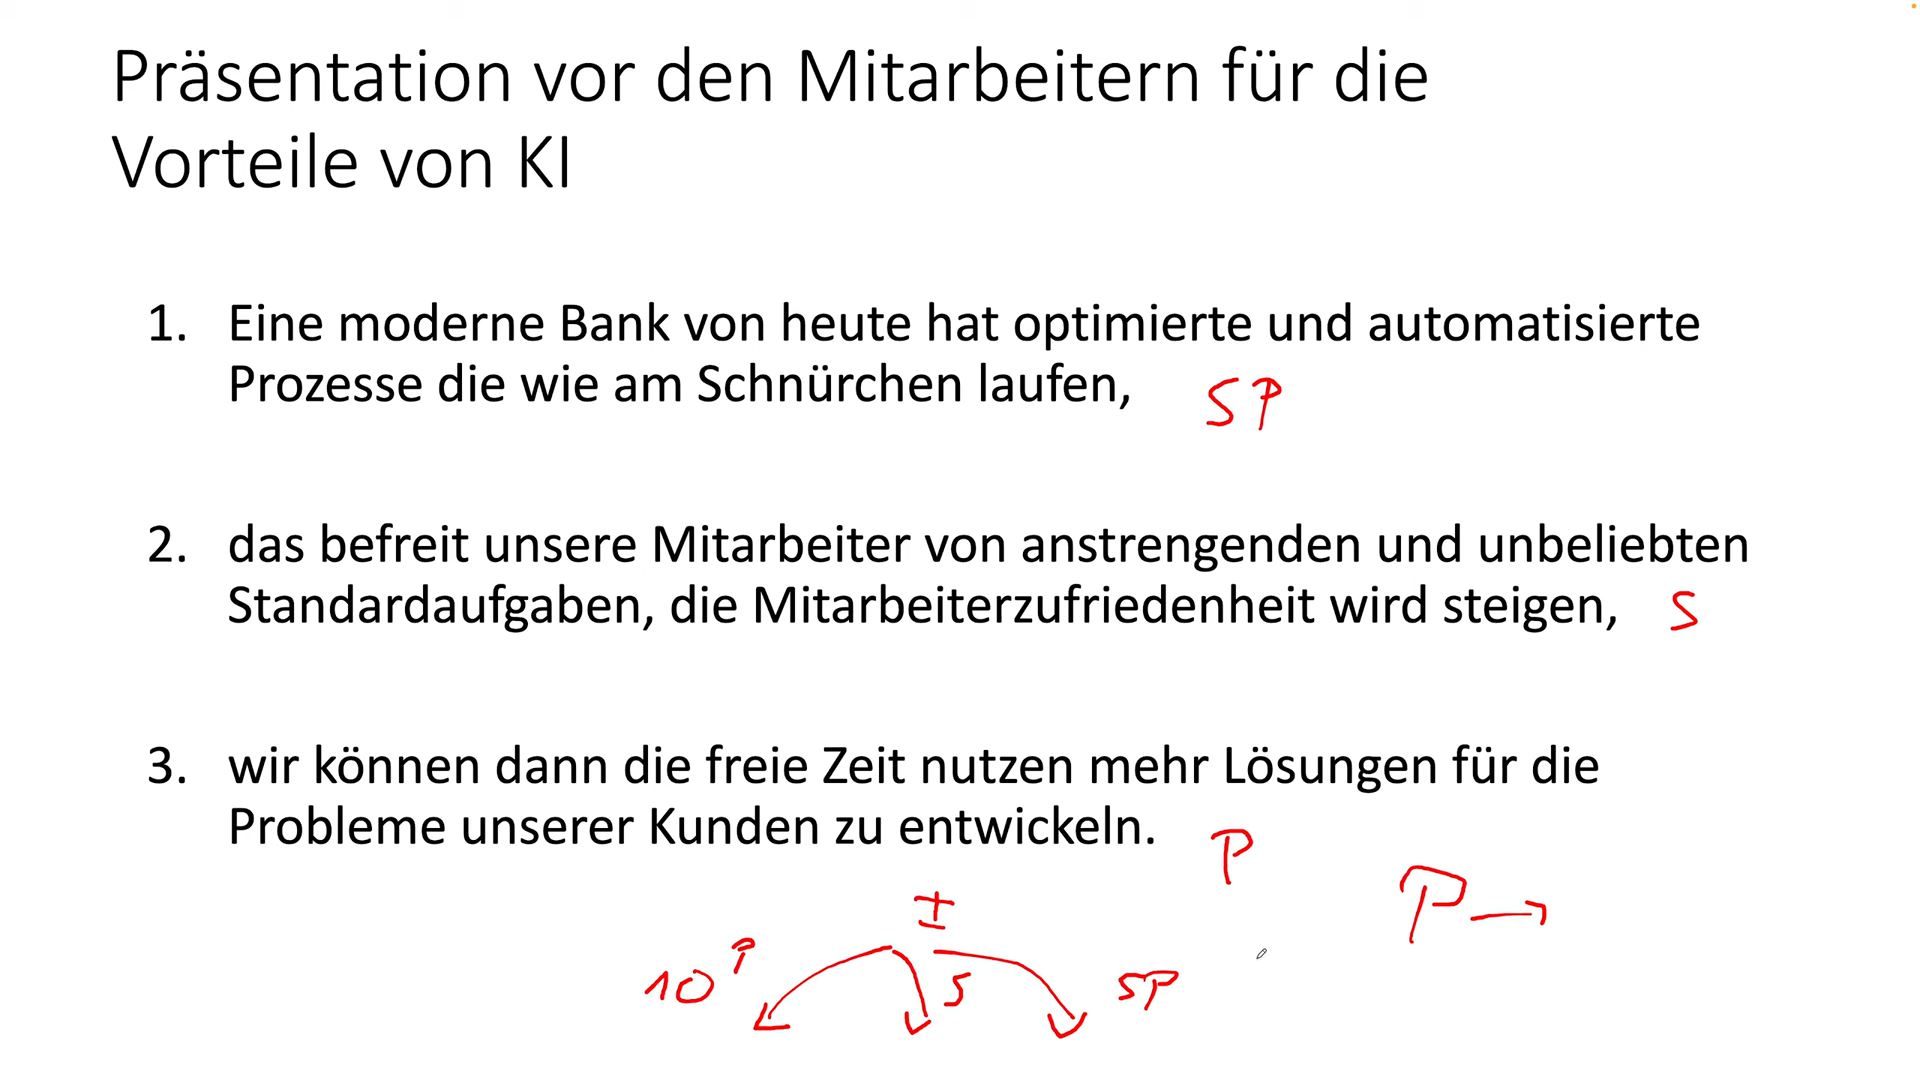 Präsentation vor den Mitarbeitern für die
Vorteile von KI
1. Eine moderne Bank von heute hat optimierte und automatisierte
Prozesse die wie am Schnürchen laufen, SP
2. das befreit unsere Mitarbeiter von anstrengenden und unbeliebten
Standardaufgaben, die Mitarbeiterzufriedenheit wird steigen, S
3. wir können dann die freie Zeit nutzen mehr Lösungen für die
Probleme unserer Kunden zu entwickeln. P
P →
±
10 P S SP